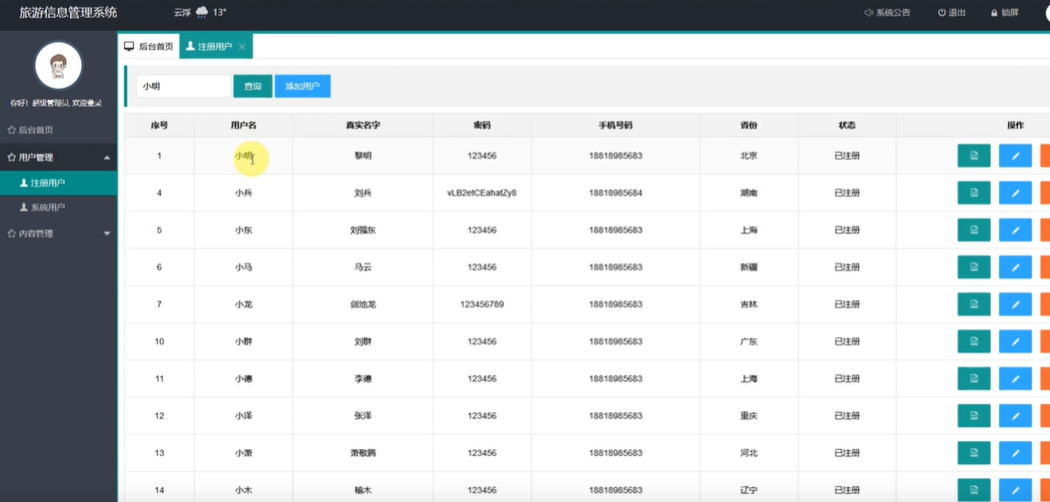 旅游信息管理系统 云浮 13° 系统公告 退出 锁屏
后台首页 注册用户
小明 查询 添加用户
你好！超级管理员, 欢迎登录
后台首页
用户管理
注册用户
系统用户
内容管理
序号 用户名 真实名字 密码 手机号码 省份 状态 操作
1 小明 黎明 123456 18818985683 北京 已注册
4 小兵 刘兵 vLB2etCEahatZy8 18818985684 湖南 已注册
5 小东 刘强东 123456 18818985683 上海 已注册
6 小马 马云 123456 18818985683 新疆 已注册
7 小龙 剑池龙 123456789 18818985683 吉林 已注册
10 小群 刘群 123456 18818985683 广东 已注册
11 小德 李德 123456 18818985683 上海 已注册
12 小泽 张泽 123456 18818985683 重庆 已注册
13 小萧 萧敬腾 123456 18818985683 河北 已注册
14 小木 榆木 123456 18818985683 辽宁 已注册